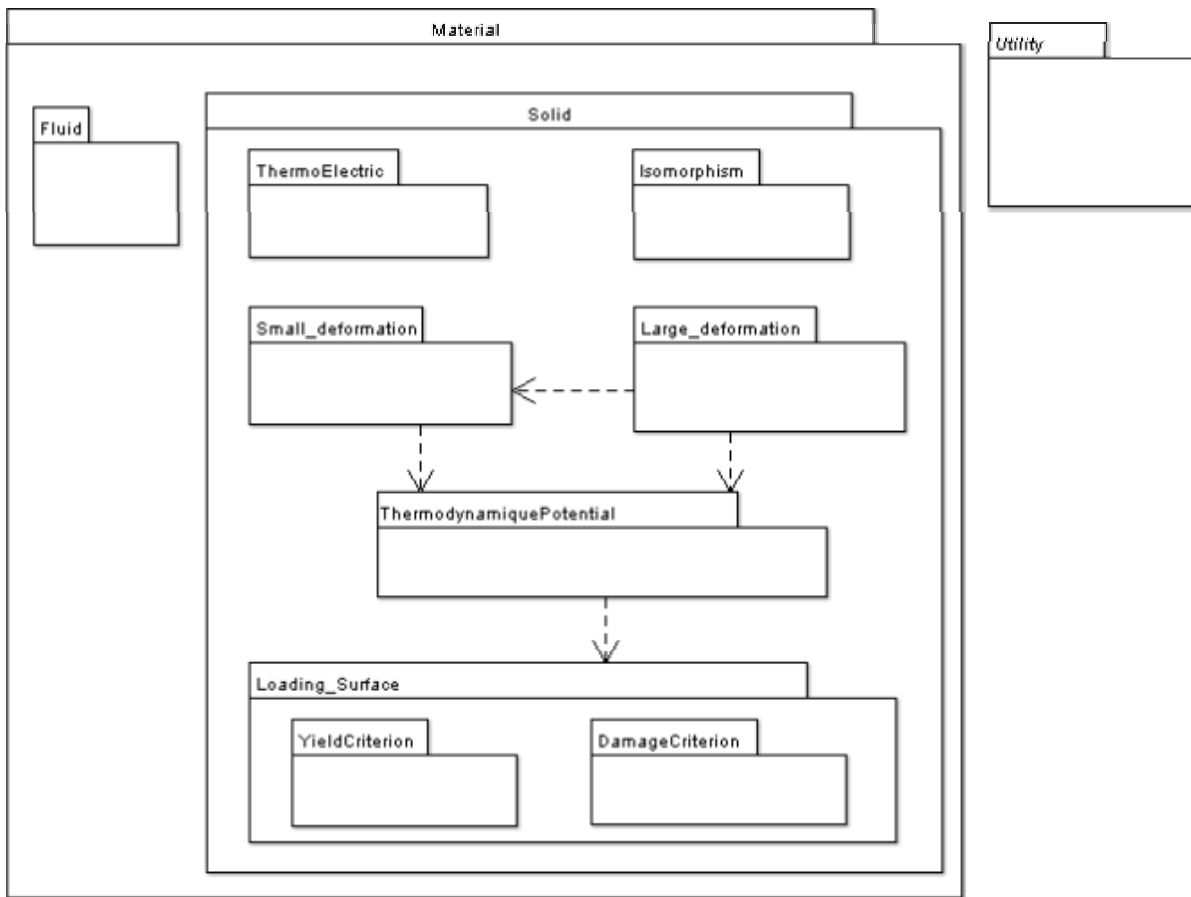 Material
Utility
Fluid
Solid
ThermoElectric
Isomorphism
Small_deformation
Large_deformation
ThermodynamiquePotential
Loading_Surface
YieldCriterion
DamageCriterion